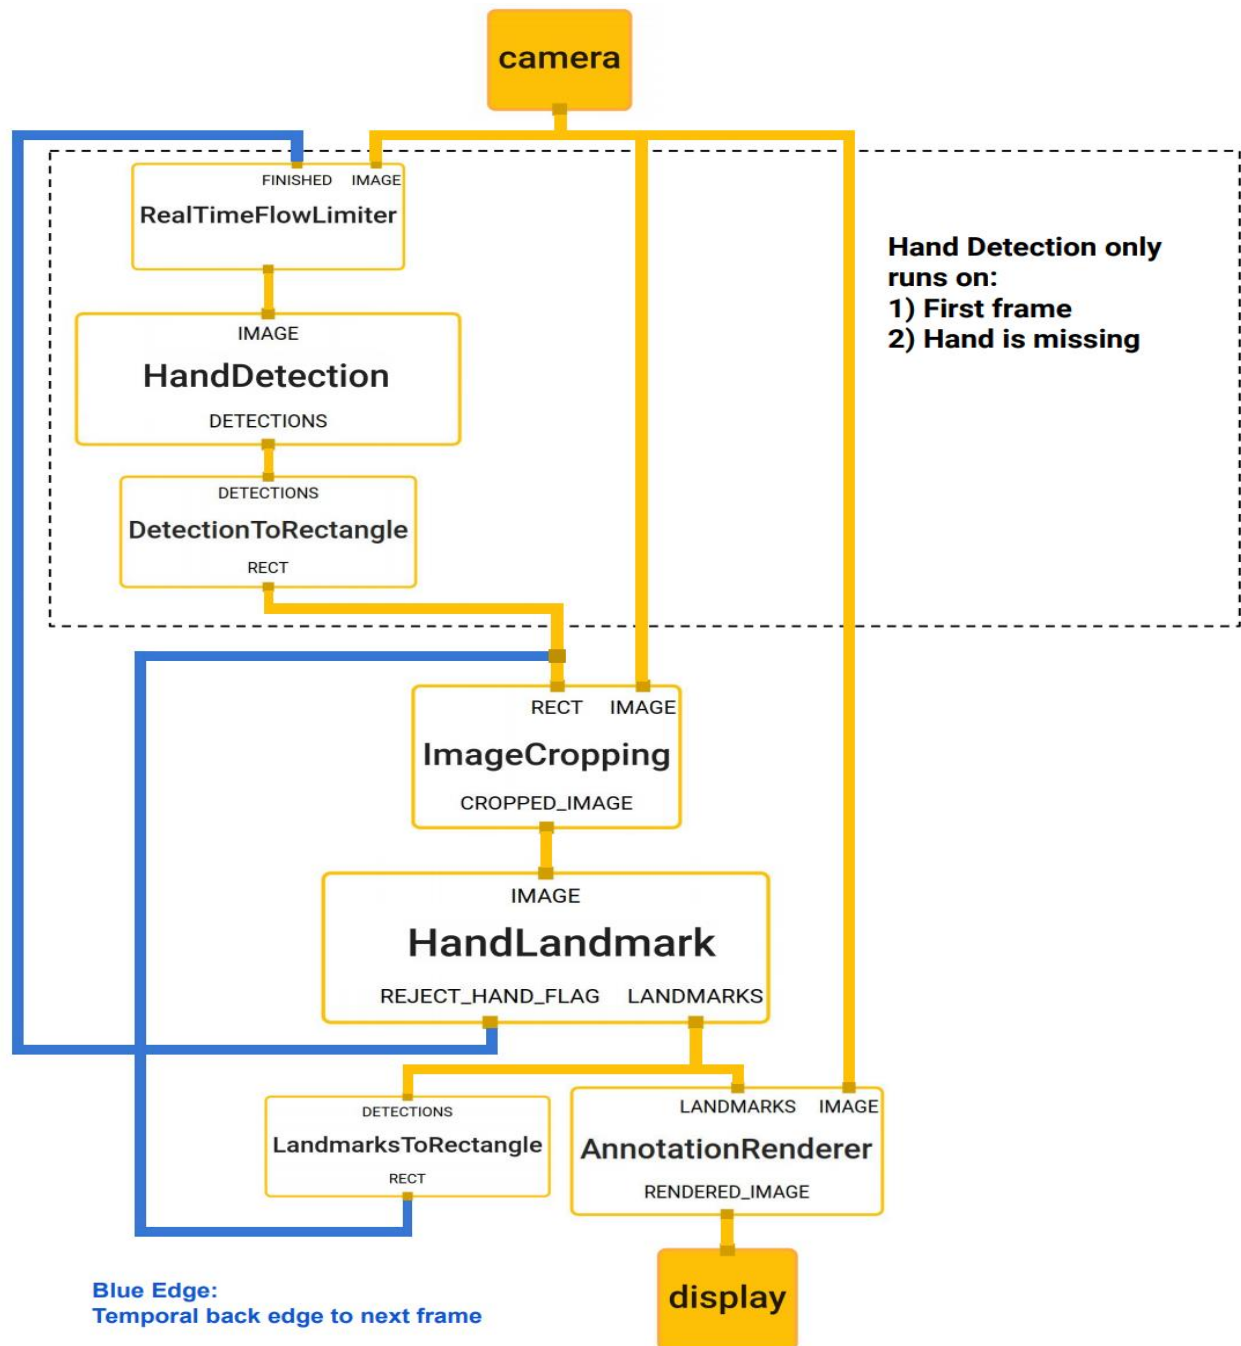 camera
FINISHED IMAGE
RealTimeFlowLimiter
Hand Detection only
runs on:
1) First frame
2) Hand is missing
IMAGE
HandDetection
DETECTIONS
DETECTIONS
DetectionToRectangle
RECT
RECT IMAGE
ImageCropping
CROPPED_IMAGE
IMAGE
HandLandmark
REJECT_HAND_FLAG LANDMARKS
DETECTIONS
LandmarksToRectangle
RECT
LANDMARKS IMAGE
AnnotationRenderer
RENDERED_IMAGE
display
Blue Edge:
Temporal back edge to next frame